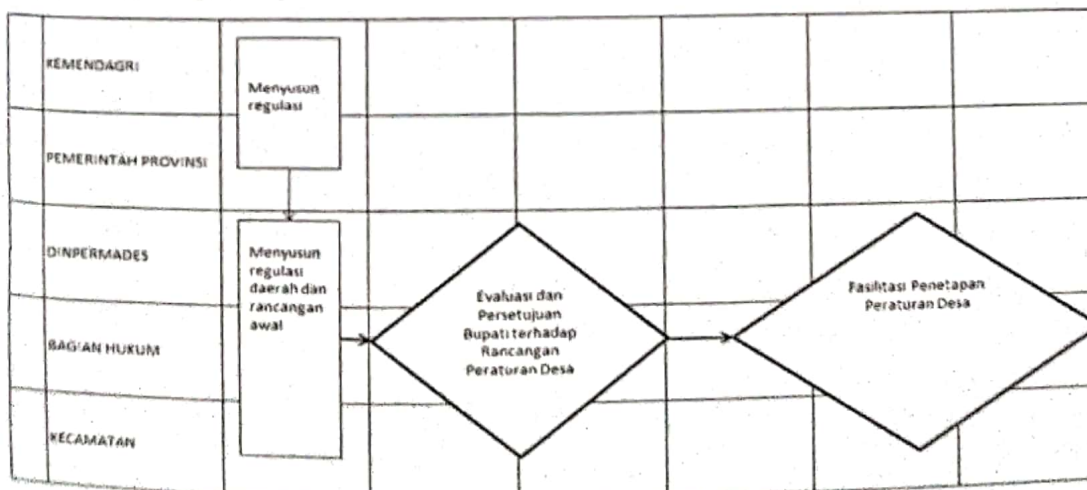 KEMENDAGRI
Menyusun
regulasi
PEMERINTAH PROVINSI
DINPERMADES
Menyusun
regulasi
daerah dan
rancangan
awal
Evaluasi dan
Persetujuan
Bupati terhadap
Rancangan
Peraturan Desa
Fasilitasi Penetapan
Peraturan Desa
BAGIAN HUKUM
KECAMATAN